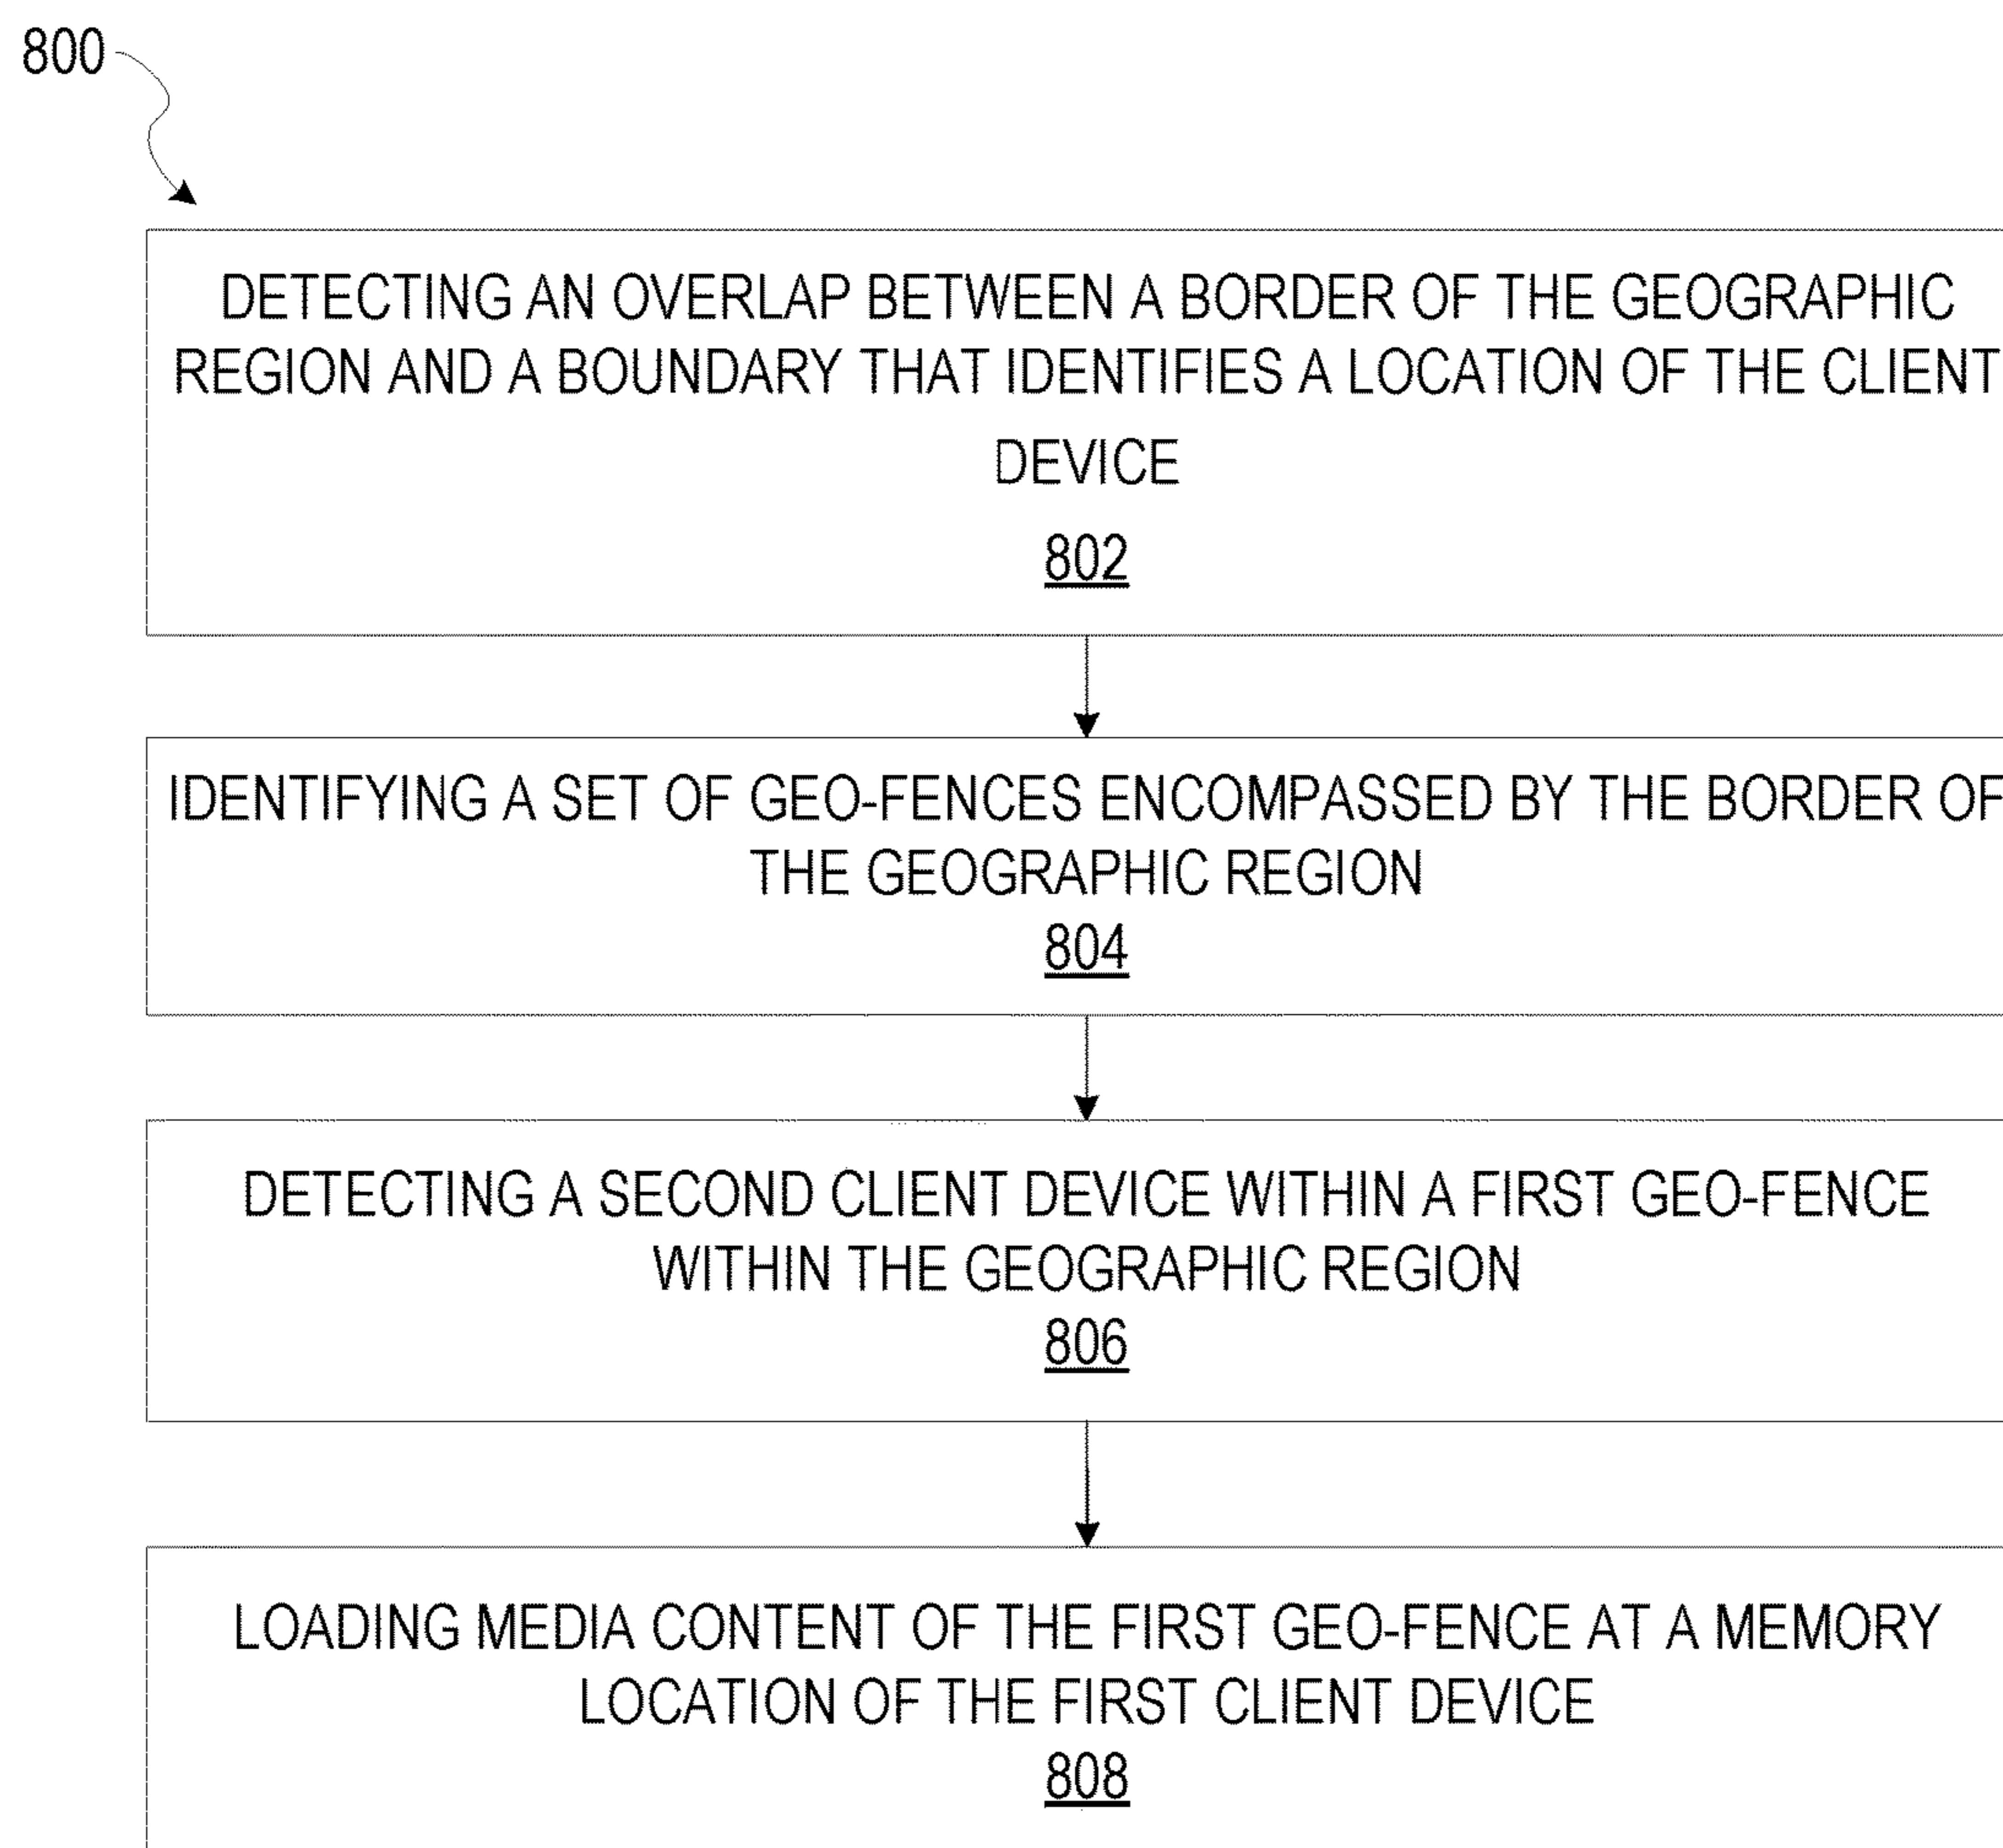 800
DETECTING AN OVERLAP BETWEEN A BORDER OF THE GEOGRAPHIC
REGION AND A BOUNDARY THAT IDENTIFIES A LOCATION OF THE CLIENT
DEVICE
802
IDENTIFYING A SET OF GEO-FENCES ENCOMPASSED BY THE BORDER OF
THE GEOGRAPHIC REGION
804
DETECTING A SECOND CLIENT DEVICE WITHIN A FIRST GEO-FENCE
WITHIN THE GEOGRAPHIC REGION
806
LOADING MEDIA CONTENT OF THE FIRST GEO-FENCE AT A MEMORY
LOCATION OF THE FIRST CLIENT DEVICE
808